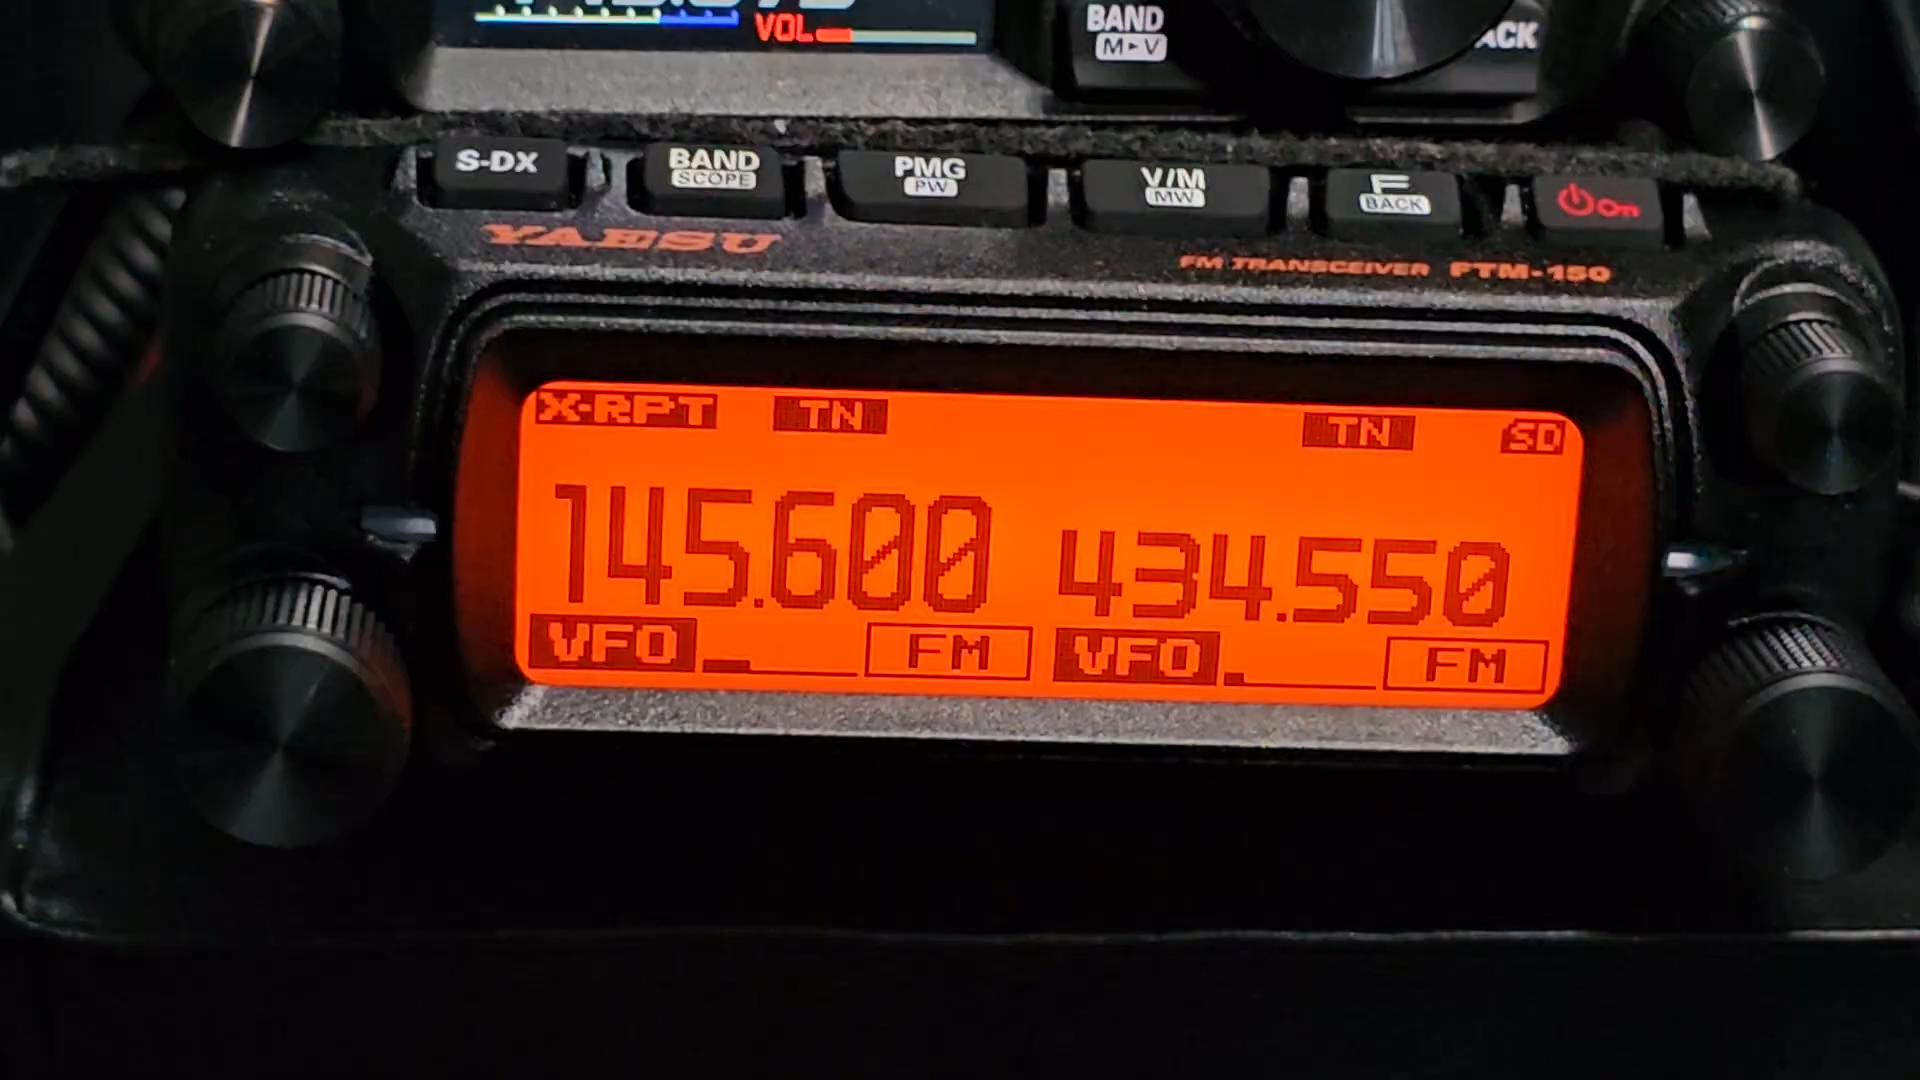 VOL
BAND
M►V
ACK
S-DX
BAND
SCOPE
PMG
PW
V/M
MW
F
BACK
On
YAESU
FM TRANSCEIVER FTM-150
X-RPT TN TN SD
145.600 434.550
VFO FM VFO FM